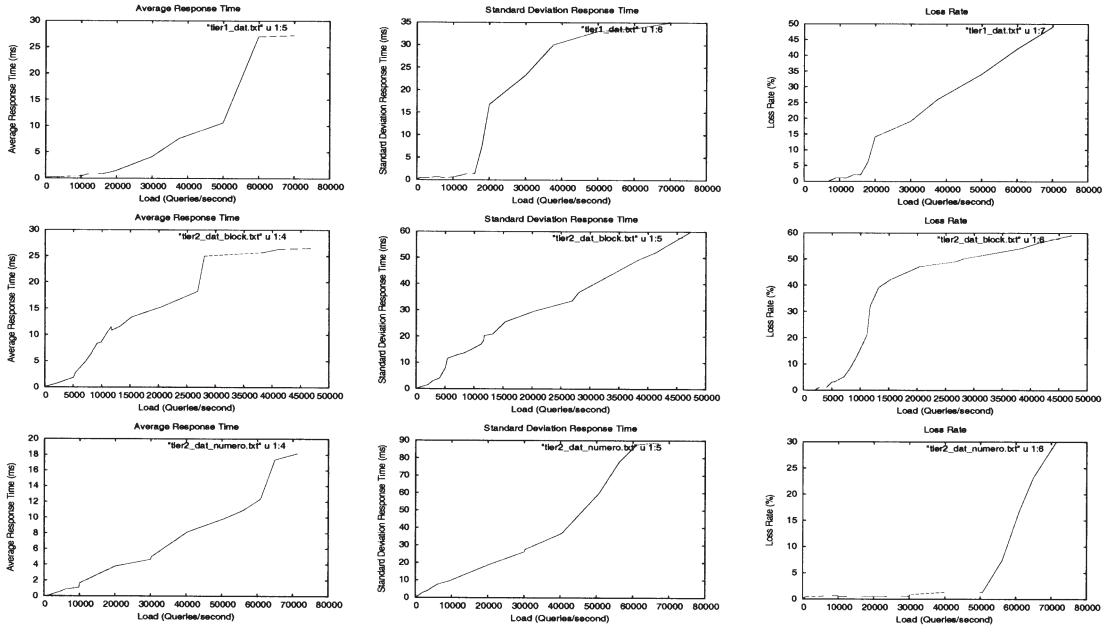 Average Response Time
"tier1_dat.txt" u 1:5
Average Response Time (ms)
30
25
20
15
10
5
0
0 10000 20000 30000 40000 50000 60000 70000 80000
Load (Queries/second)
Standard Deviation Response Time
"tier1_dat.txt" u 1:6
Standard Deviation Response Time (ms)
35
30
25
20
15
10
5
0
0 10000 20000 30000 40000 50000 60000 70000 80000
Load (Queries/second)
Loss Rate
"tier1_dat.txt" u 1:7
Loss Rate (%)
50
45
40
35
30
25
20
15
10
5
0
0 10000 20000 30000 40000 50000 60000 70000 80000
Load (Queries/second)
Average Response Time
"tier2_dat_block.txt" u 1:4
Average Response Time (ms)
30
25
20
15
10
5
0
0 5000 10000 15000 20000 25000 30000 35000 40000 45000 50000
Load (Queries/second)
Standard Deviation Response Time
"tier2_dat_block.txt" u 1:5
Standard Deviation Response Time (ms)
60
50
40
30
20
10
0
0 5000 10000 15000 20000 25000 30000 35000 40000 45000 50000
Load (Queries/second)
Loss Rate
"tier2_dat_block.txt" u 1:6
Loss Rate (%)
60
50
40
30
20
10
0
0 5000 10000 15000 20000 25000 30000 35000 40000 45000 50000
Load (Queries/second)
Average Response Time
"tier2_dat_numero.txt" u 1:4
Average Response Time (ms)
20
18
16
14
12
10
8
6
4
2
0
0 10000 20000 30000 40000 50000 60000 70000 80000
Load (Queries/second)
Standard Deviation Response Time
"tier2_dat_numero.txt" u 1:5
Standard Deviation Response Time (ms)
90
80
70
60
50
40
30
20
10
0
0 10000 20000 30000 40000 50000 60000 70000 80000
Load (Queries/second)
Loss Rate
"tier2_dat_numero.txt" u 1:6
Loss Rate (%)
30
25
20
15
10
5
0
0 10000 20000 30000 40000 50000 60000 70000 80000
Load (Queries/second)